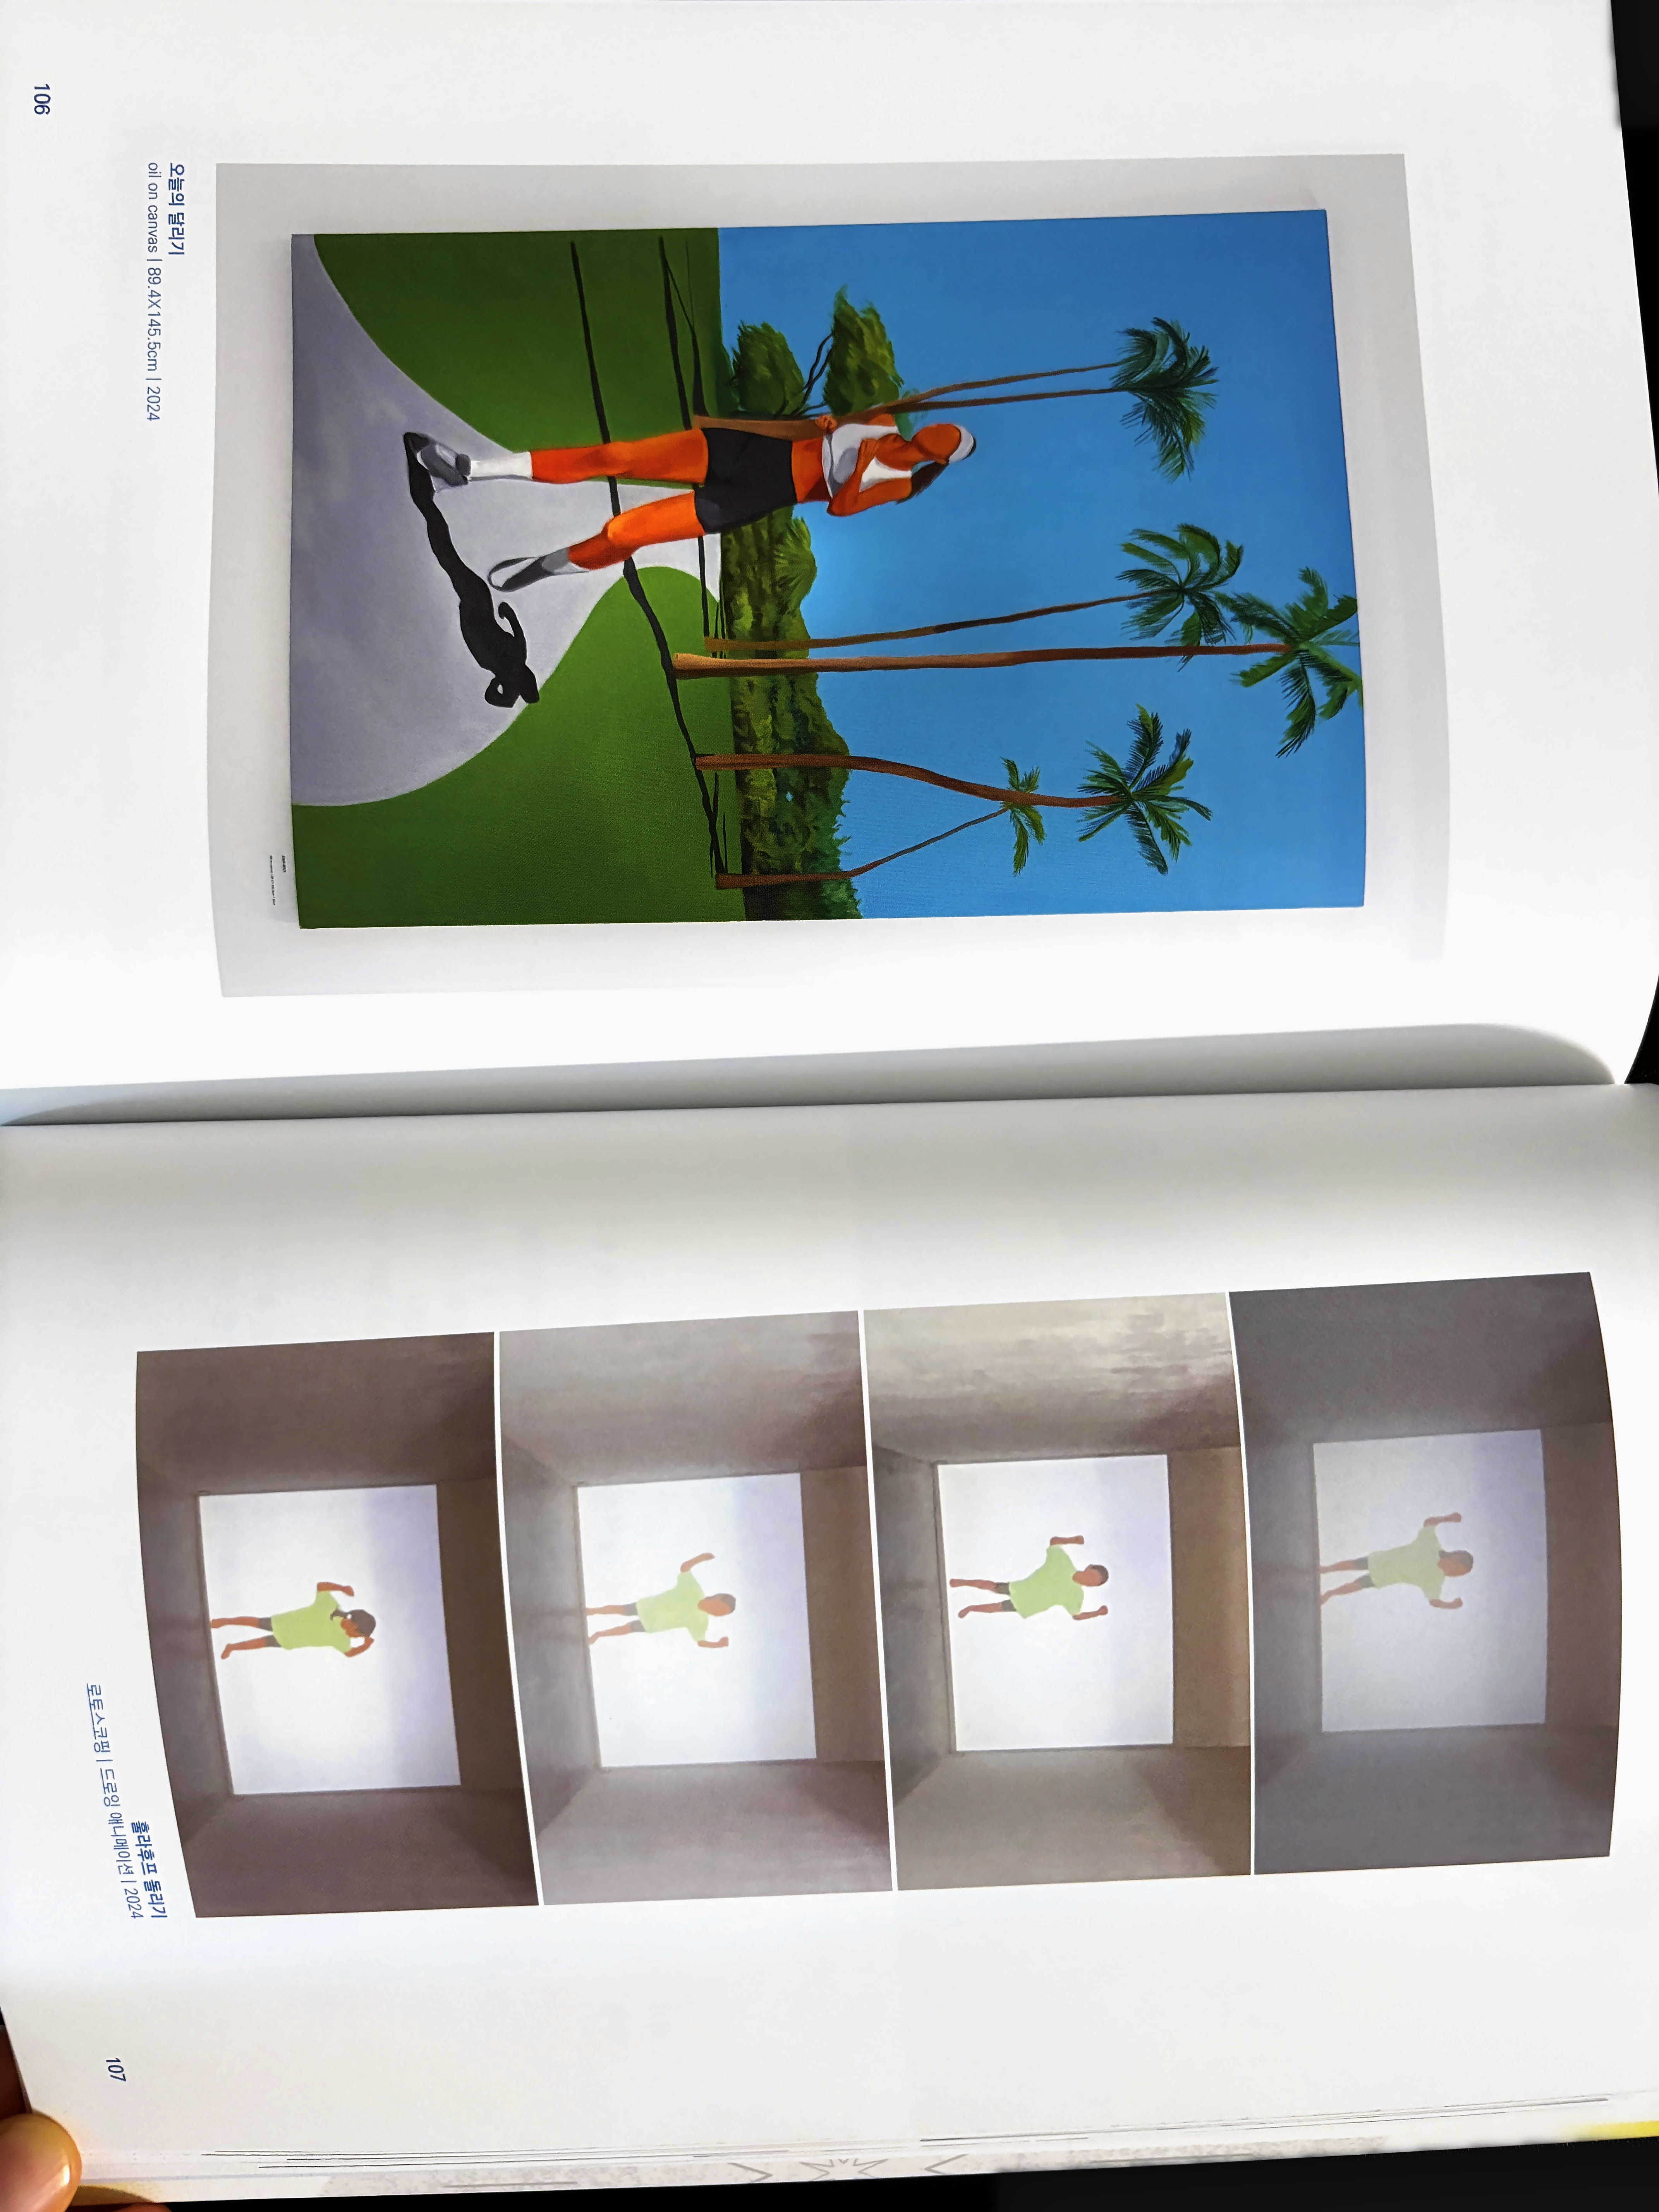 오늘의 달리기
oil on canvas | 89.4X145.5cm | 2024
106
훌라후프 돌리기
로토스코핑 | 드로잉 애니메이션 | 2024
107